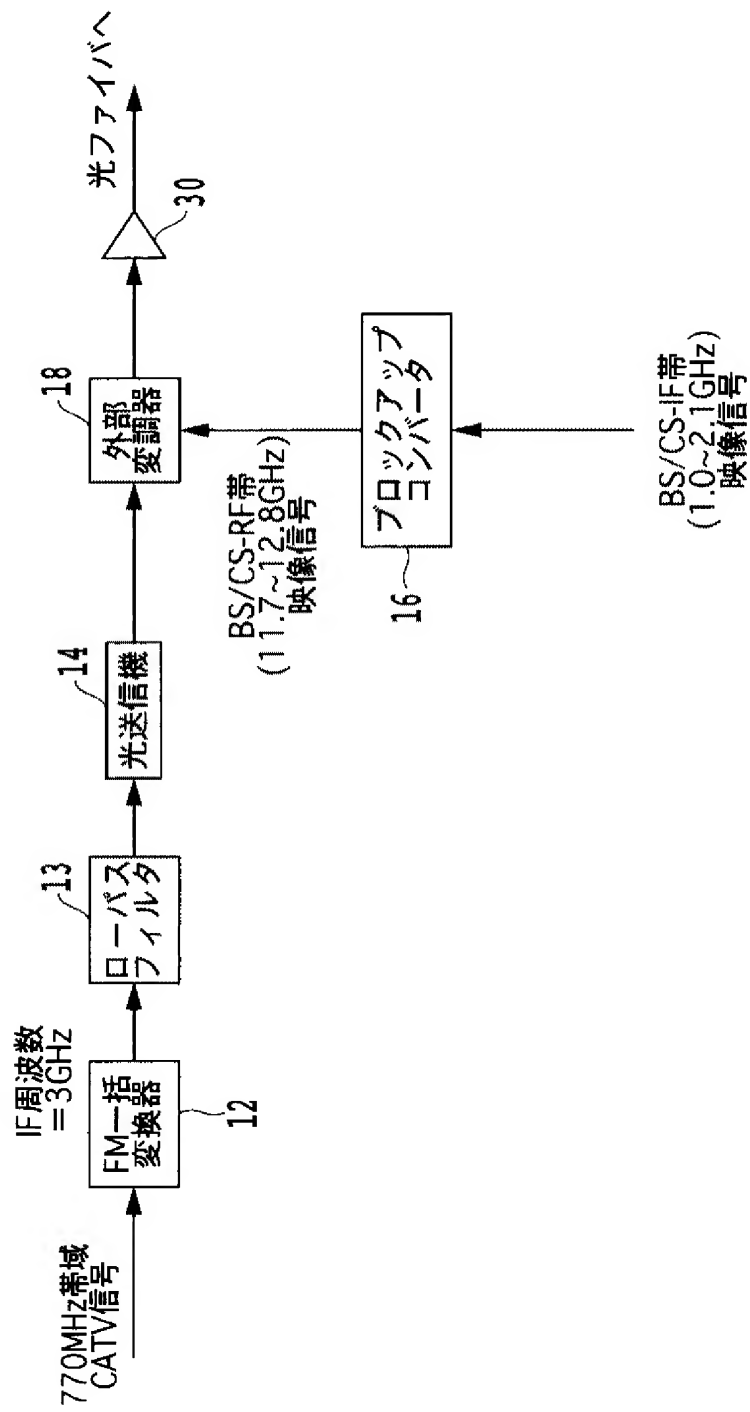 770MHz帯域
CATV信号
IF周波数
=3GHz
FM一括
変換器
12
ローパス
フィルタ
13
光送信機
14
外部
変調器
18
30
光ファイバへ
BS/CS-RF帯
(11.7~12.8GHz)
映像信号
ブロックアップ
コンバータ
16
BS/CS-IF帯
(1.0~2.1GHz)
映像信号